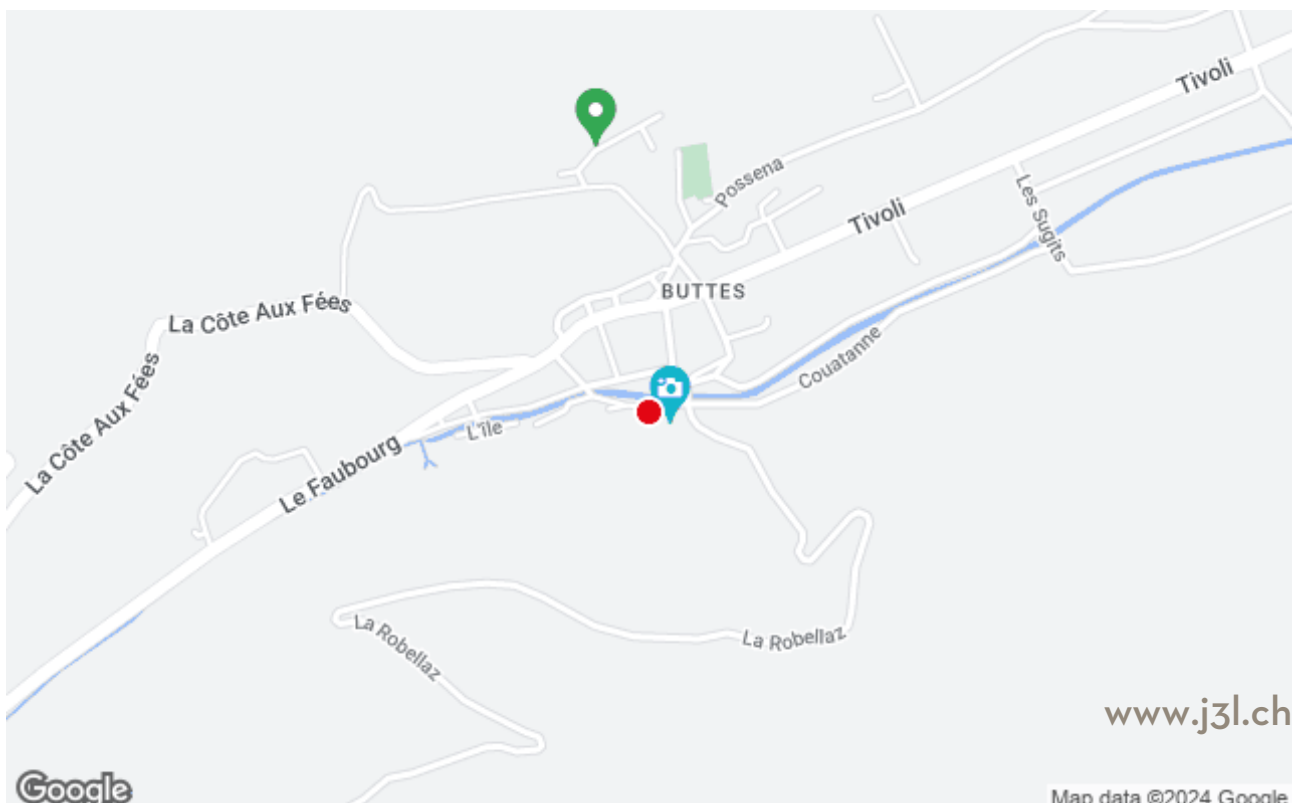 Tivoli
Possena
Les Sugits
Tivoli
BUTTES
La Côte Aux Fées
Couatanne
La Côte Aux Fées
L'île
Le Faubourg
La Robellaz
La Robellaz
www.j3l.ch
Google
Map data ©2024 Google